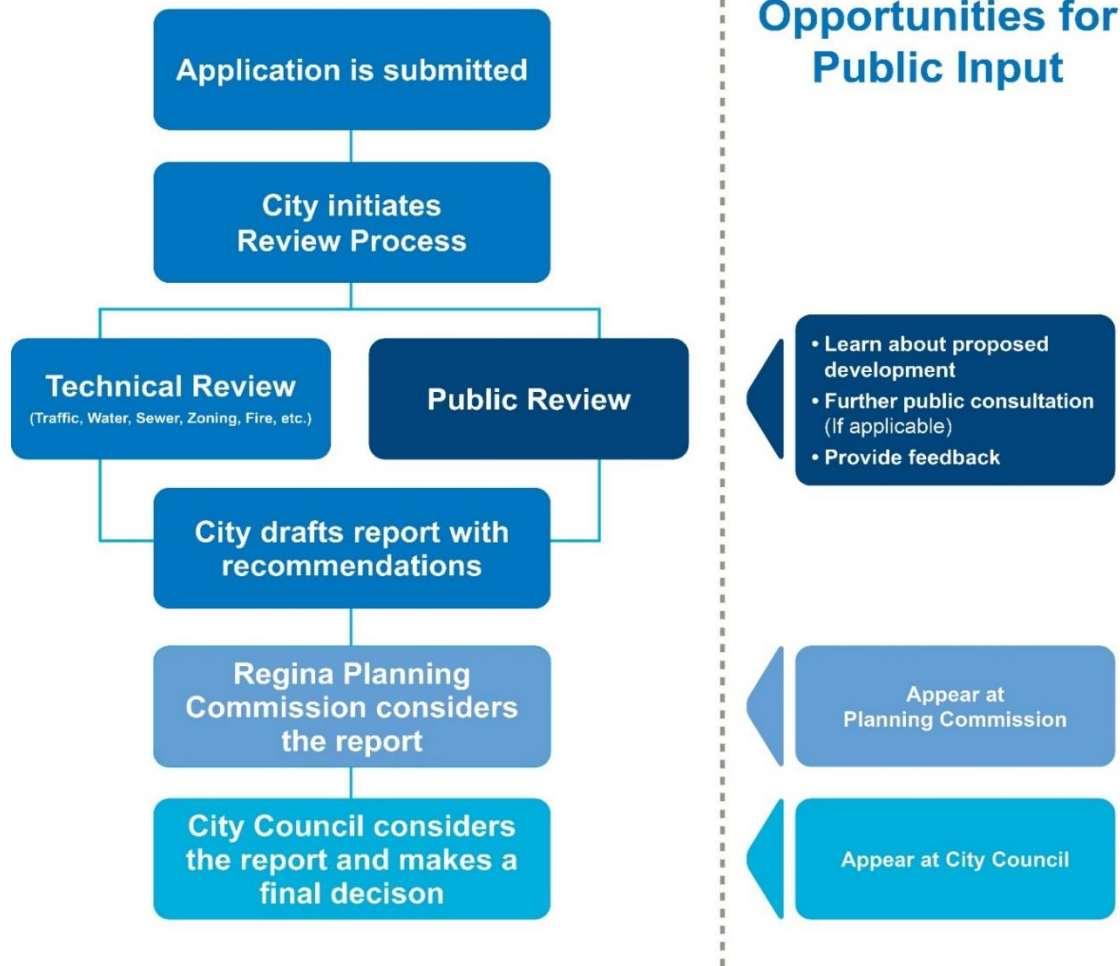 Opportunities for
Public Input
Application is submitted
City initiates
Review Process
Technical Review
(Traffic, Water, Sewer, Zoning, Fire, etc.)
Public Review
• Learn about proposed
development
• Further public consultation
(If applicable)
• Provide feedback
City drafts report with
recommendations
Regina Planning
Commission considers
the report
Appear at
Planning Commission
City Council considers
the report and makes a
final decison
Appear at City Council